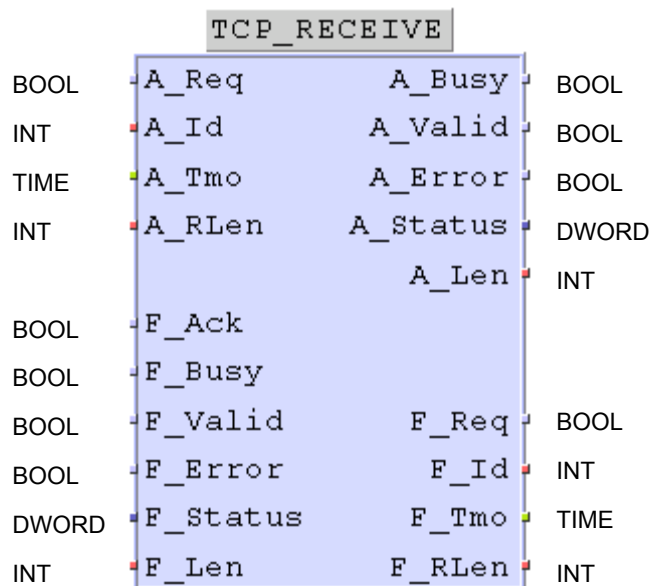 TCP_RECEIVE
BOOL A_Req A_Busy BOOL
INT A_Id A_Valid BOOL
TIME A_Tmo A_Error BOOL
INT A_RLen A_Status DWORD
A_Len INT
BOOL F_Ack
BOOL F_Busy
BOOL F_Valid F_Req BOOL
BOOL F_Error F_Id INT
DWORD F_Status F_Tmo TIME
INT F_Len F_RLen INT